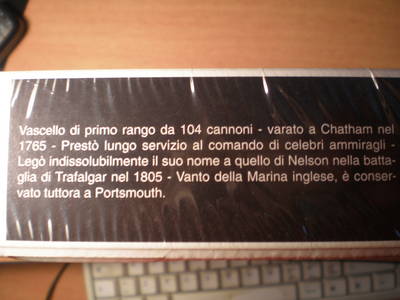 Vascello di primo rango da 104 cannoni - varato a Chatham nel
1765 - Prestò lungo servizio al comando di celebri ammiragli -
Legò indissolubilmente il suo nome a quello di Nelson nella batta-
glia di Trafalgar nel 1805 - Vanto della Marina inglese, è conser-
vato tuttora a Portsmouth.